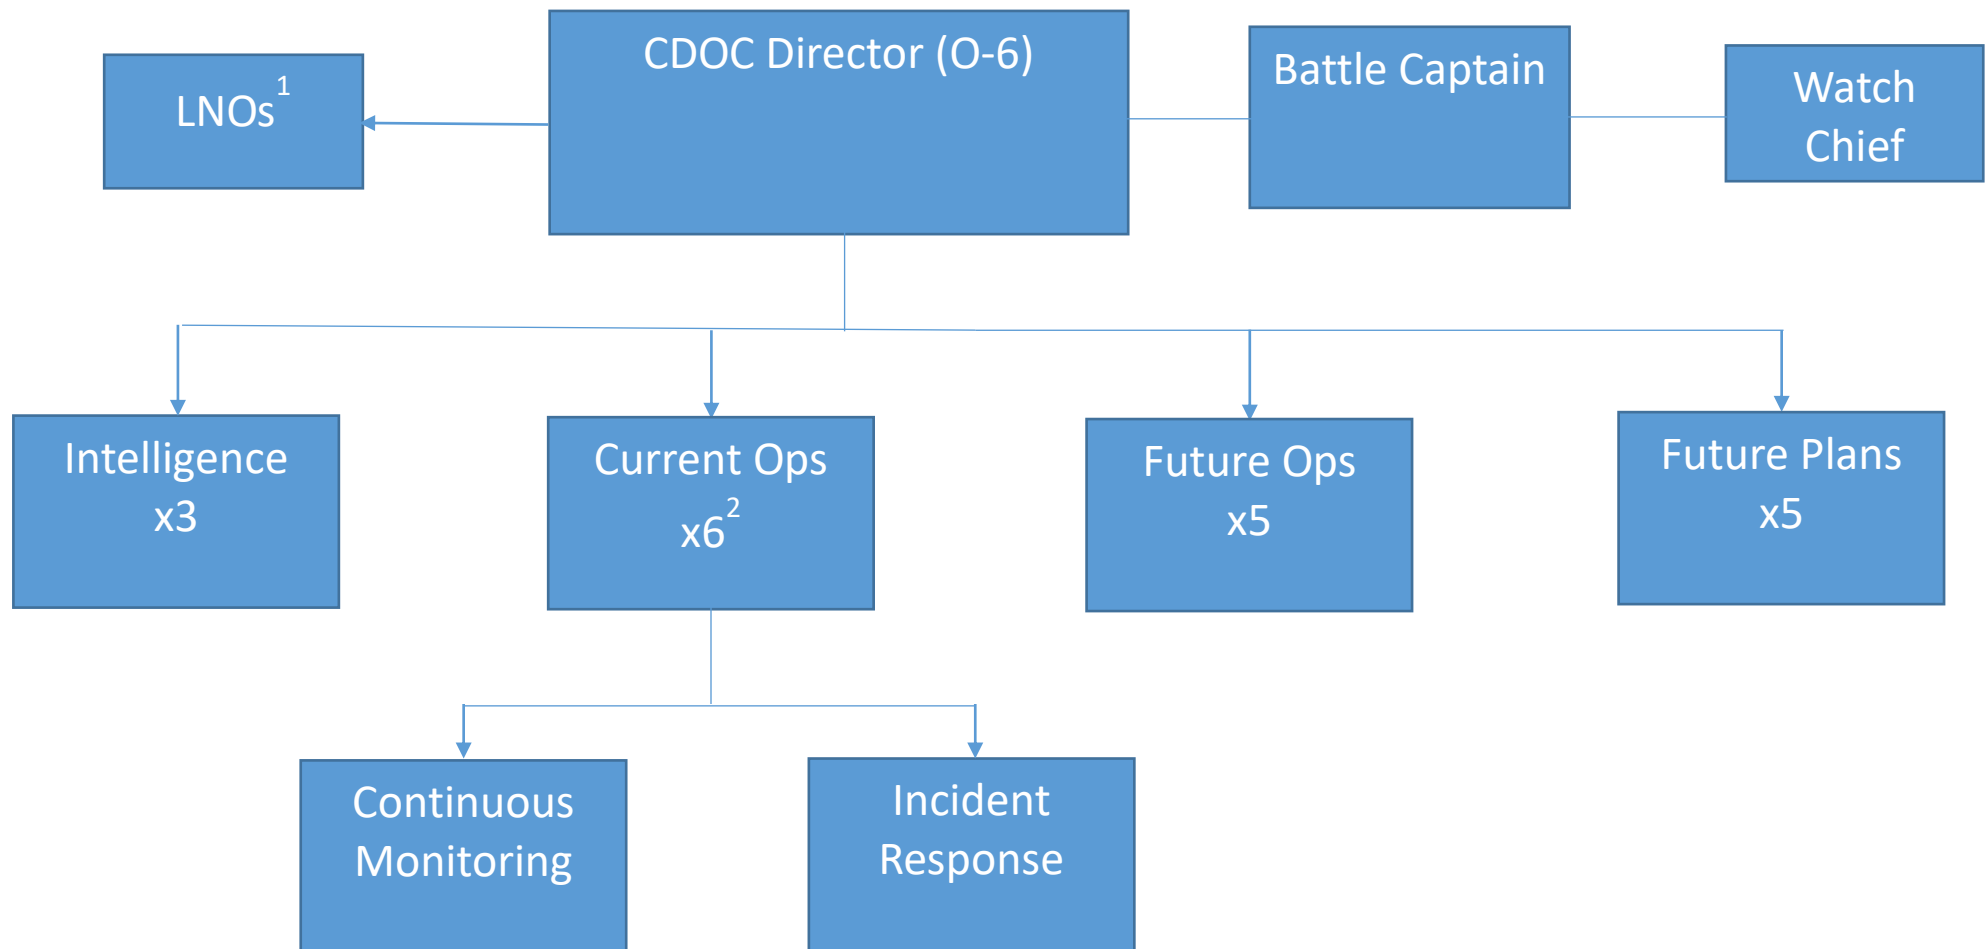 LNOs1
CDOC Director (O-6)
Battle Captain
Watch
Chief
Intelligence
x3
Current Ops
x62
Future Ops
x5
Future Plans
x5
Continuous
Monitoring
Incident
Response